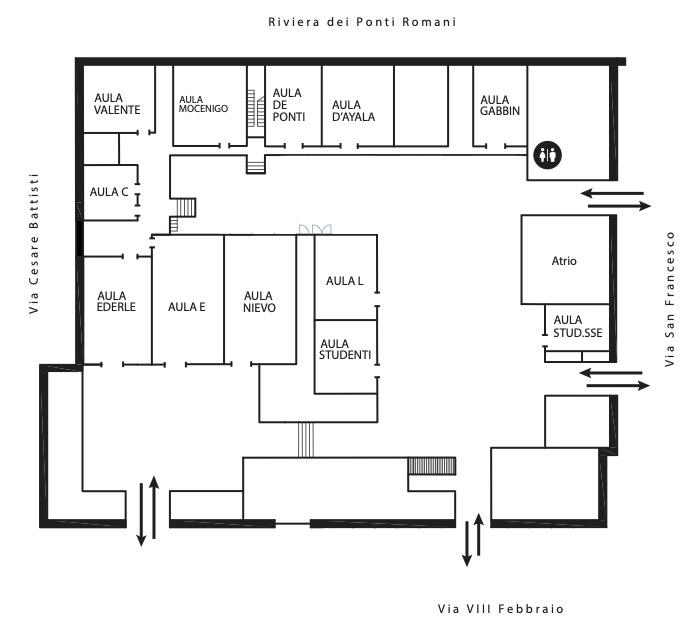 Riviera dei Ponti Romani
AULA
VALENTE
AULA
MOCENIGO
AULA
DE
PONTI
AULA
D'AYALA
AULA
GABBIN
AULA C
Via Cesare Battisti
Via San Francesco
Atrio
AULA
EDERLE
AULA E
AULA
NIEVO
AULA L
AULA
STUDENTI
AULA
STUD.SSE
Via VIII Febbraio